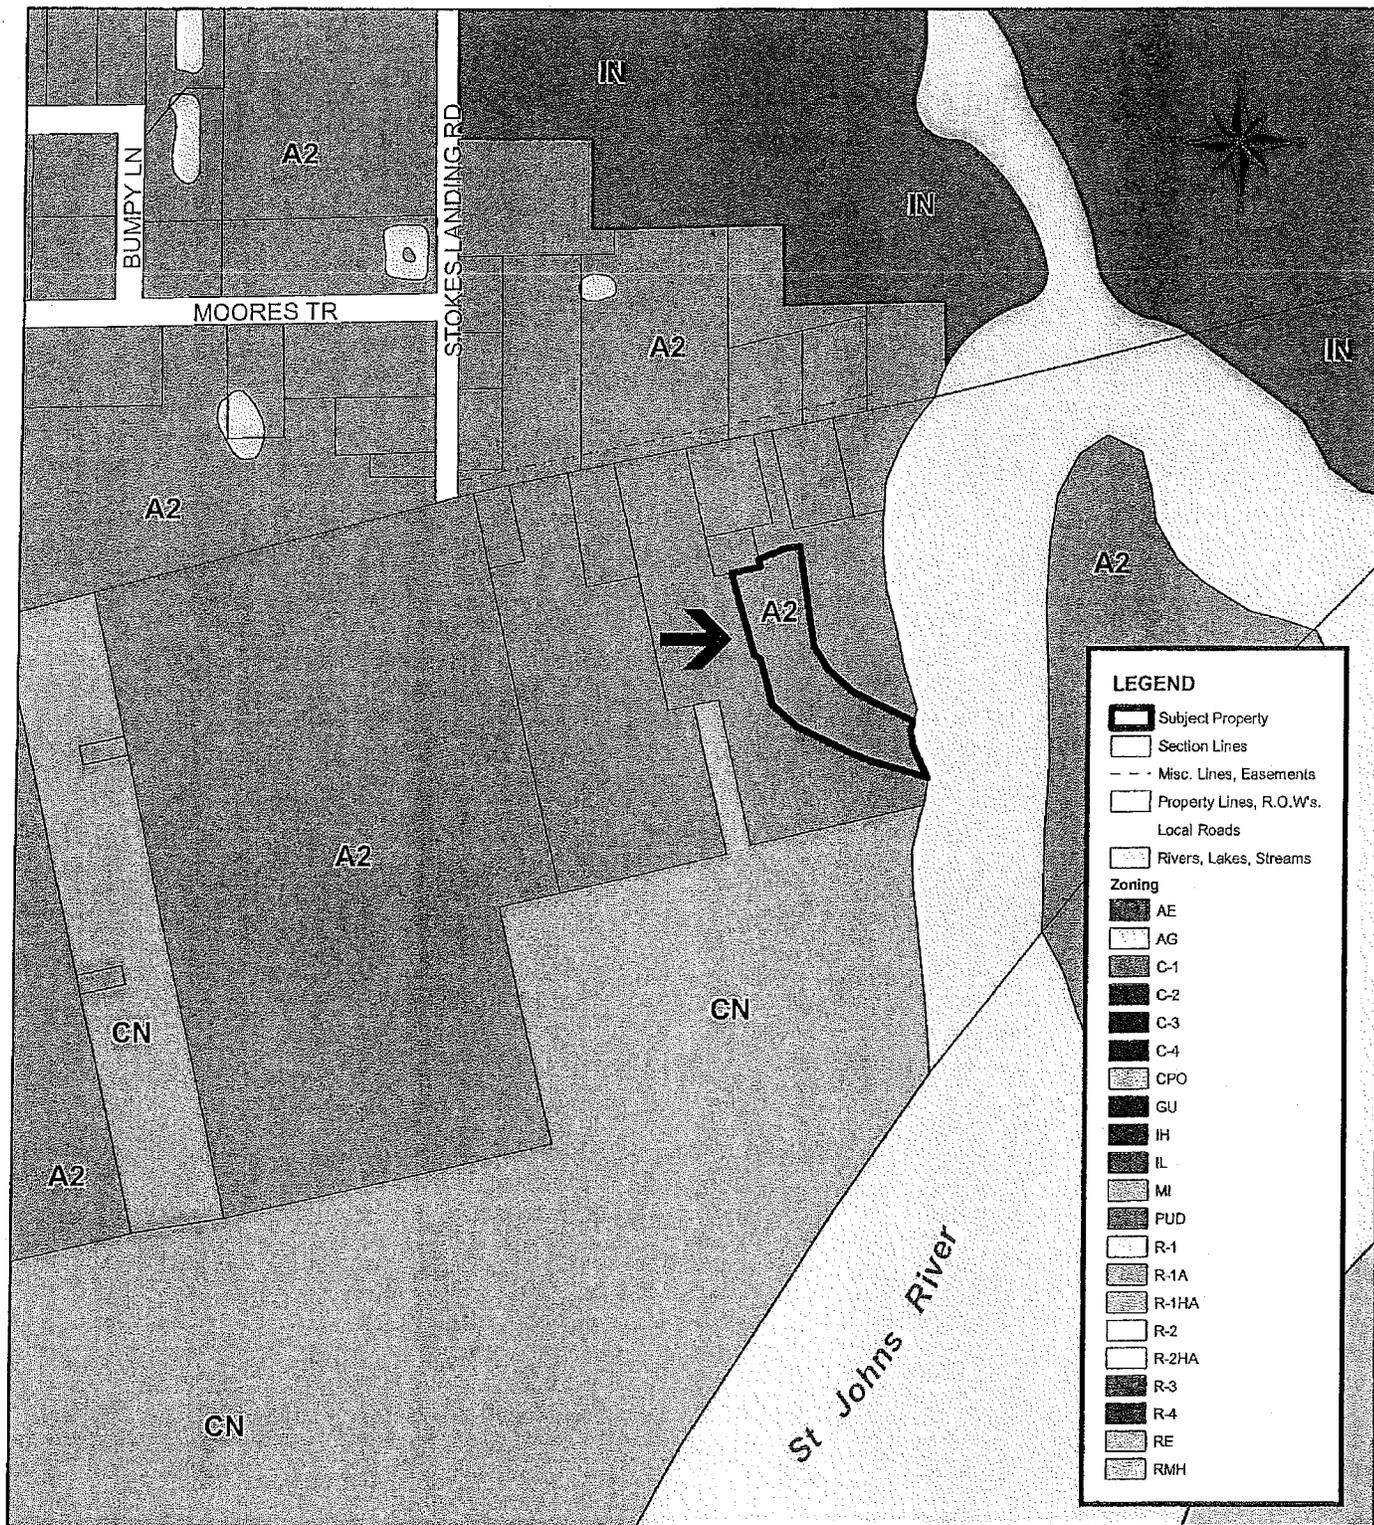 IN
A2
BUMPY LN
STOKES LANDING RD
IN
MOORES TR
A2
IN
A2
A2
A2
A2
CN
CN
A2
CN
St Johns River
LEGEND
Subject Property
Section Lines
Misc. Lines, Easements
Property Lines, R.O.W's.
Local Roads
Rivers, Lakes, Streams
Zoning
AE
AG
C-1
C-2
C-3
C-4
CPO
GU
IH
IL
MI
PUD
R-1
R-1A
R-1HA
R-2
R-2HA
R-3
R-4
RE
RMH